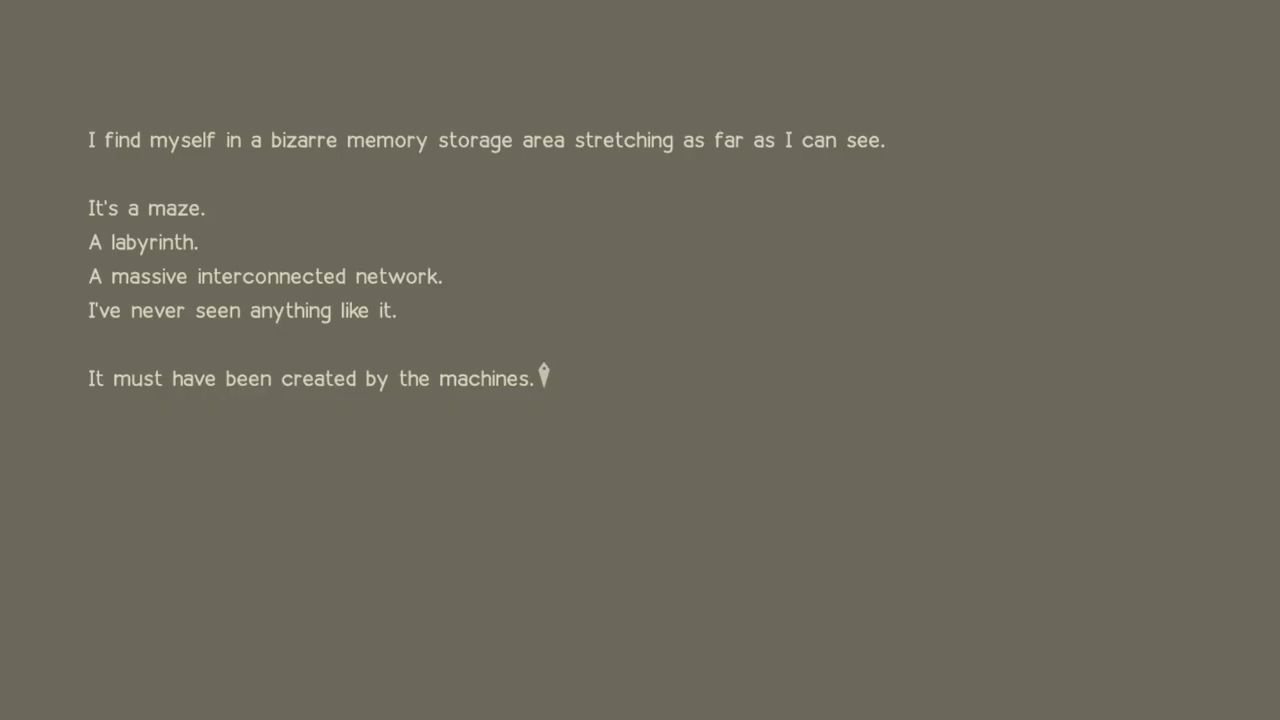 I find myself in a bizarre memory storage area stretching as far as I can see.
It's a maze.
A labyrinth.
A massive interconnected network.
I've never seen anything like it.
It must have been created by the machines.